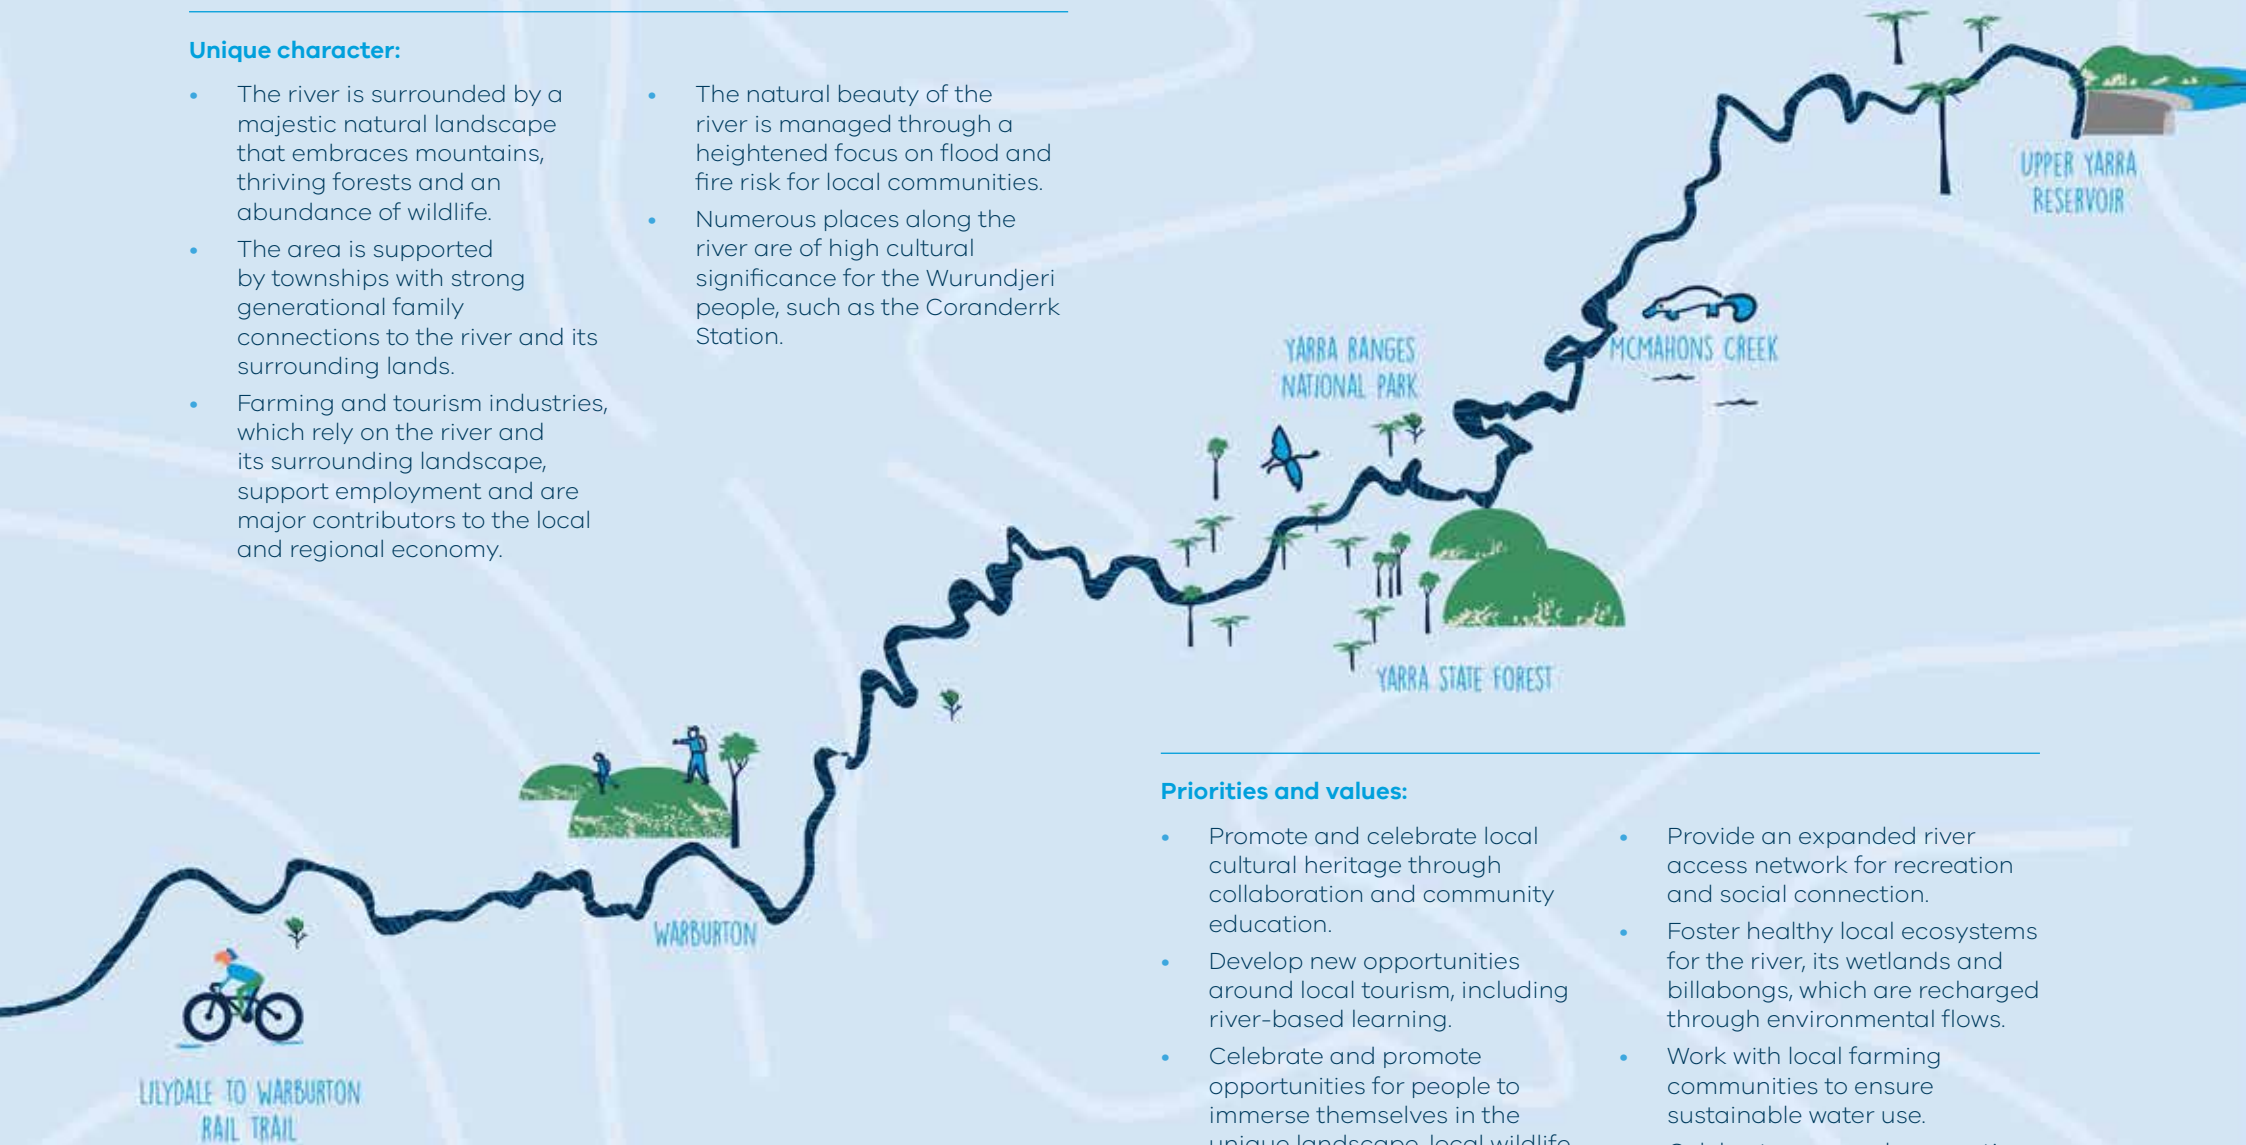 Unique character:
• The river is surrounded by a
majestic natural landscape
that embraces mountains,
thriving forests and an
abundance of wildlife.
• The area is supported
by townships with strong
generational family
connections to the river and its
surrounding lands.
• Farming and tourism industries,
which rely on the river and
its surrounding landscape,
support employment and are
major contributors to the local
and regional economy.
• The natural beauty of the
river is managed through a
heightened focus on flood and
fire risk for local communities.
• Numerous places along the
river are of high cultural
significance for the Wurundjeri
people, such as the Coranderrk
Station.
UPPER YARRA
RESERVOIR
MCMAHONS CREEK
YARRA RANGES
NATIONAL PARK
YARRA STATE FOREST
WARBURTON
LILYDALE TO WARBURTON
RAIL TRAIL
Priorities and values:
• Promote and celebrate local
cultural heritage through
collaboration and community
education.
• Develop new opportunities
around local tourism, including
river-based learning.
• Celebrate and promote
opportunities for people to
immerse themselves in the
unique landscape, local wildlife
• Provide an expanded river
access network for recreation
and social connection.
• Foster healthy local ecosystems
for the river, its wetlands and
billabongs, which are recharged
through environmental flows.
• Work with local farming
communities to ensure
sustainable water use.